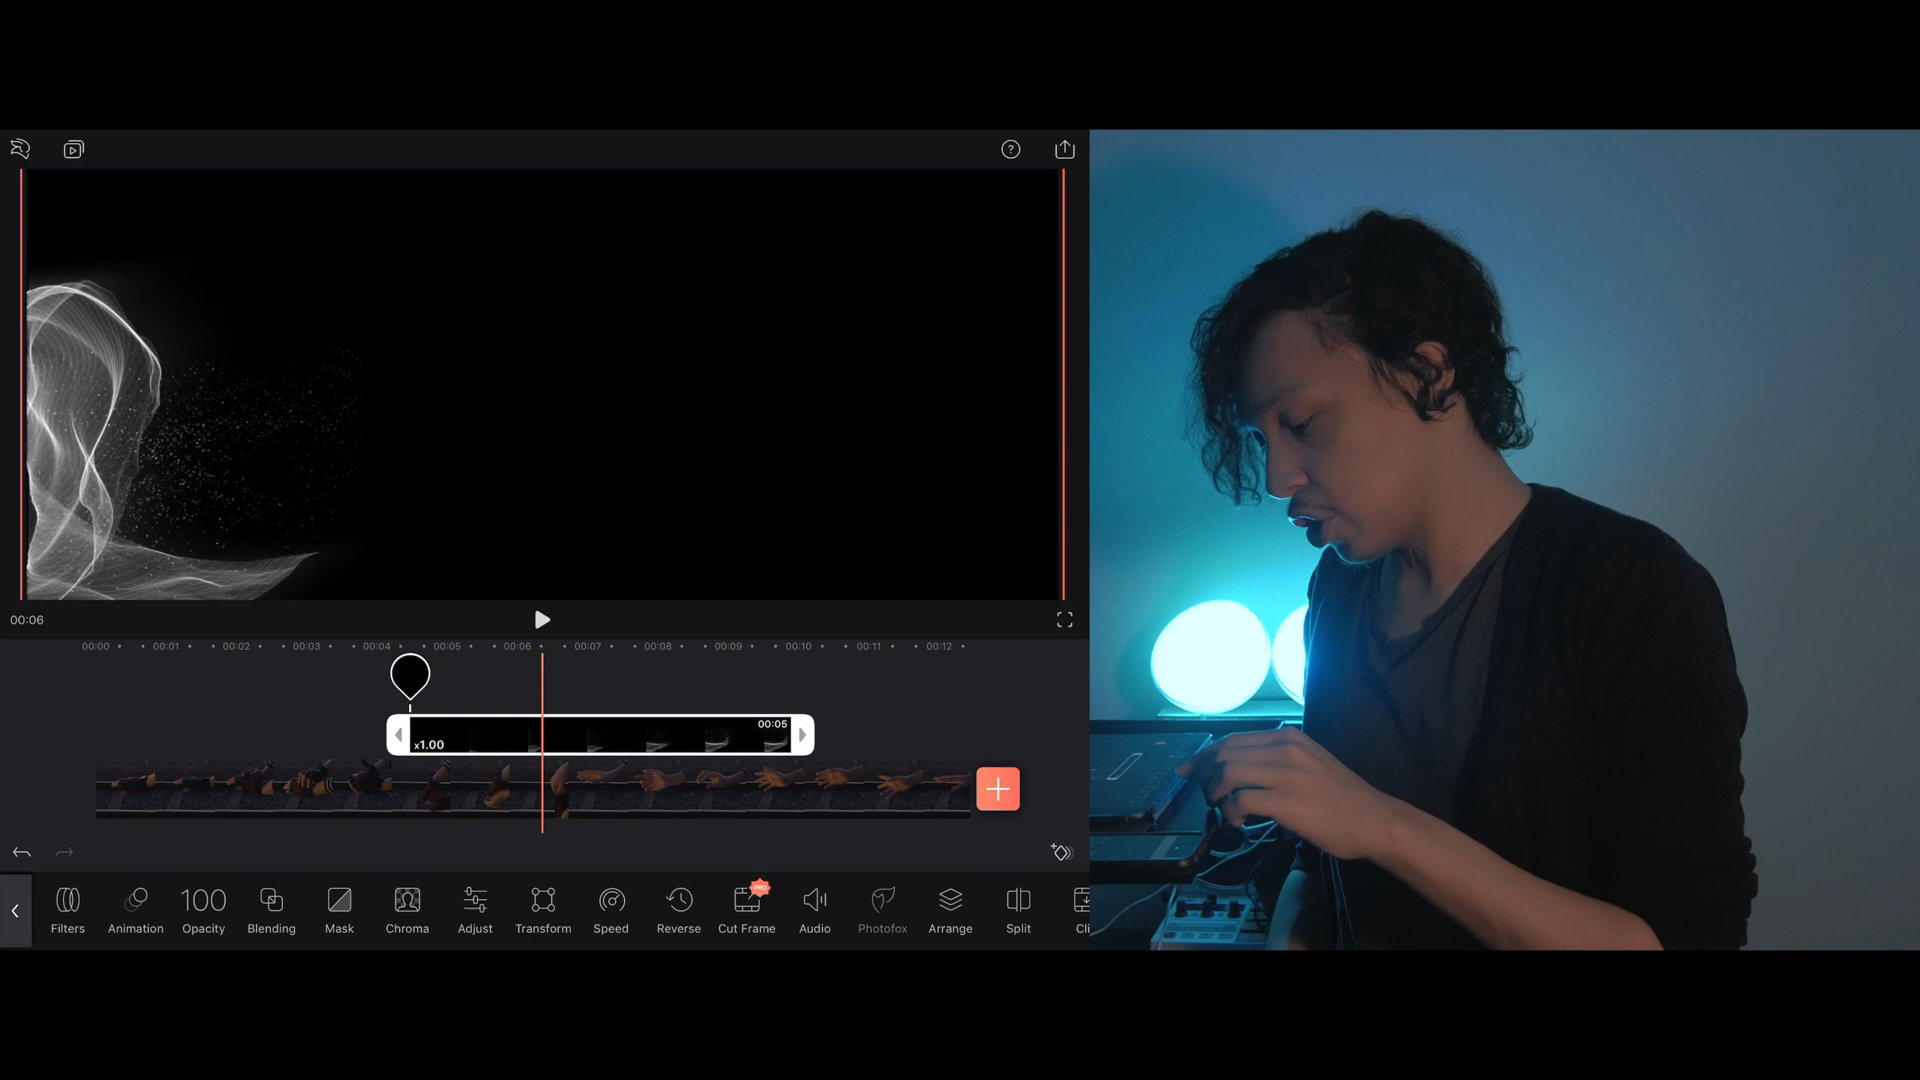 ?
00:06
00:00 00:01 00:02 00:03 00:04 00:05 00:06 00:07 00:08 00:09 00:10 00:11 00:12
00:05
x1.00
PRO
100
Filters Animation Opacity Blending Mask Chroma Adjust Transform Speed Reverse Cut Frame Audio Photofox Arrange Split Cli